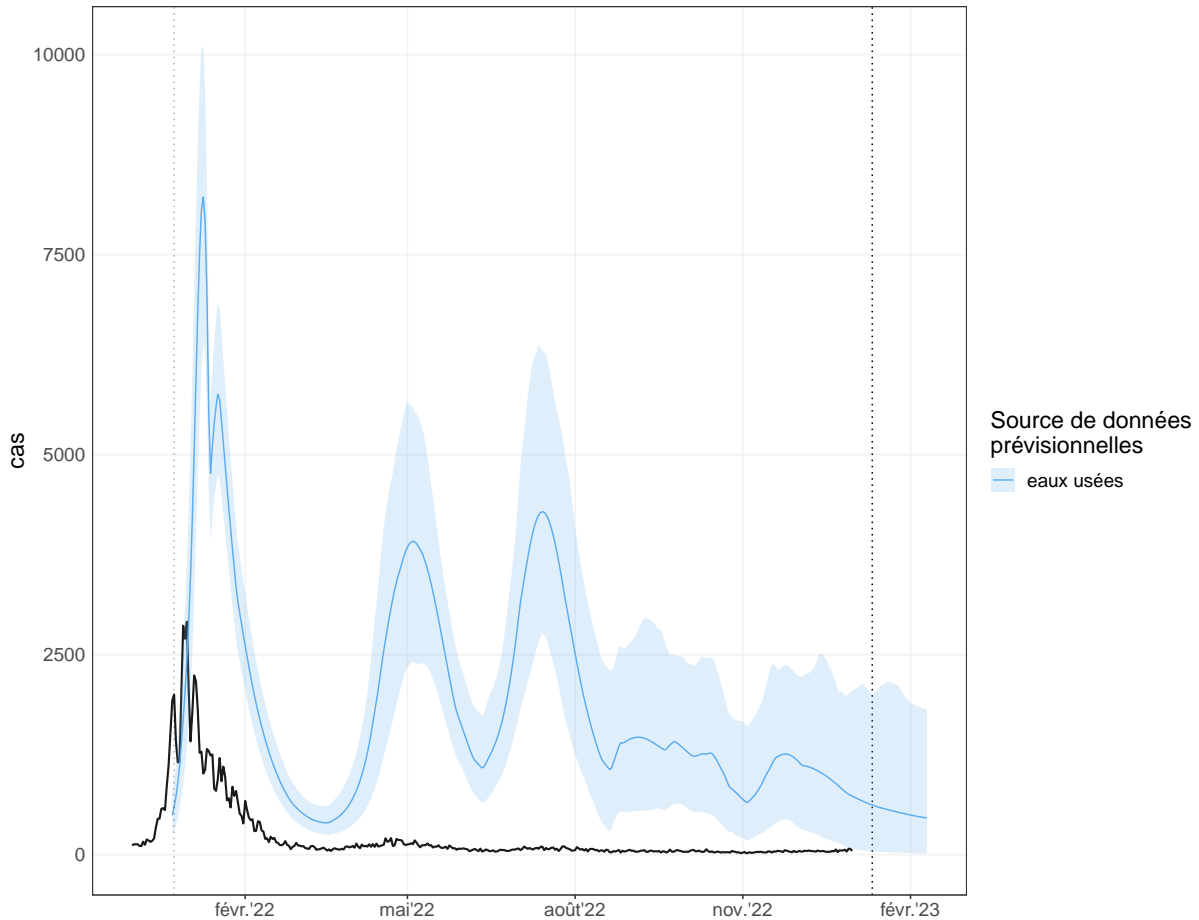 10000
7500
5000
2500
0
cas
févr.'22
mai'22
août'22
nov.'22
févr.'23
Source de données
prévisionnelles
eaux usées